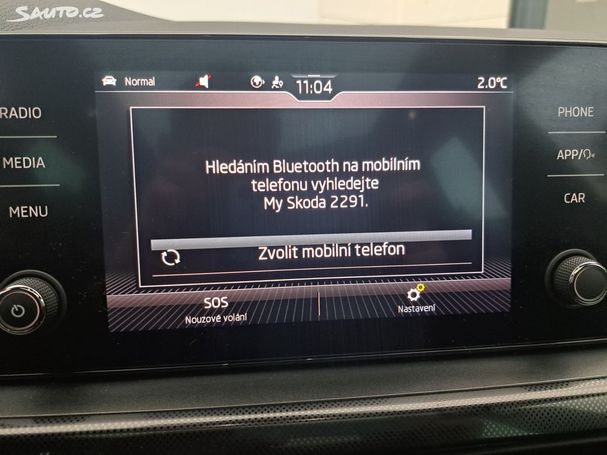 Sauto.cz
Normal
11:04
2.0°C
RADIO
MEDIA
MENU
PHONE
APP/
CAR
Hledáním Bluetooth na mobilním
telefonu vyhledejte
My Skoda 2291.
Zvolit mobilní telefon
SOS
Nouzové volání
Nastavení